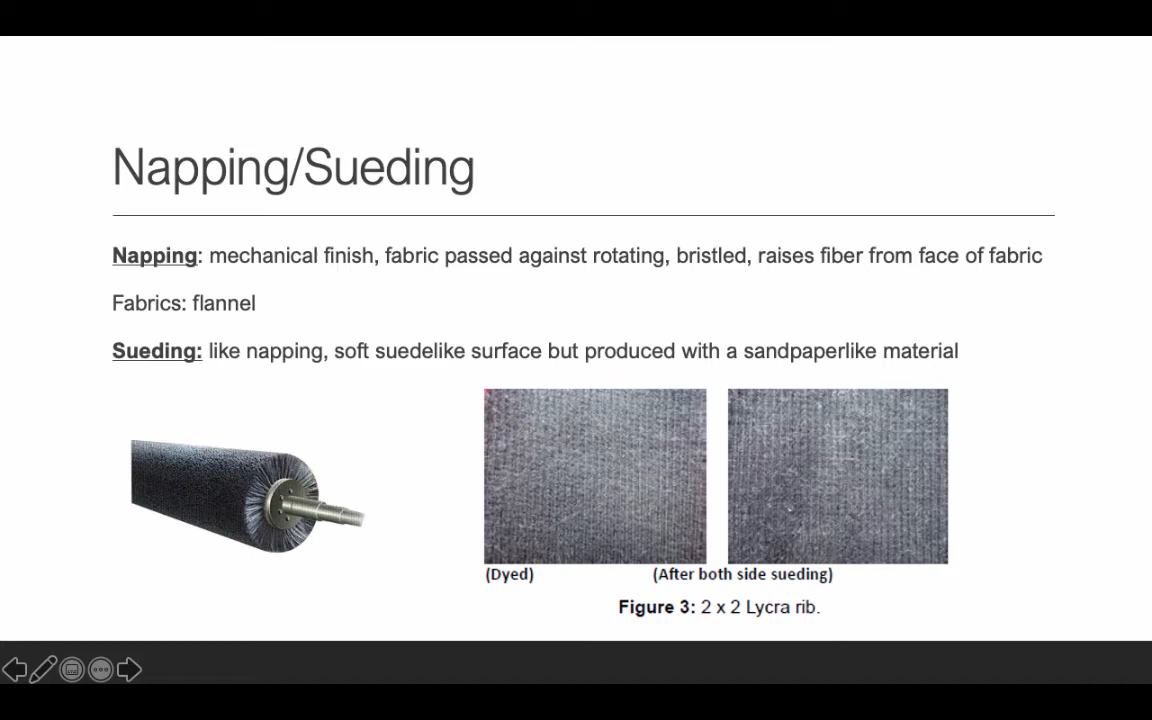 Napping/Sueding
Napping: mechanical finish, fabric passed against rotating, bristled, raises fiber from face of fabric
Fabrics: flannel
Sueding: like napping, soft suedelike surface but produced with a sandpaperlike material
(Dyed) (After both side sueding)
Figure 3: 2 x 2 Lycra rib.